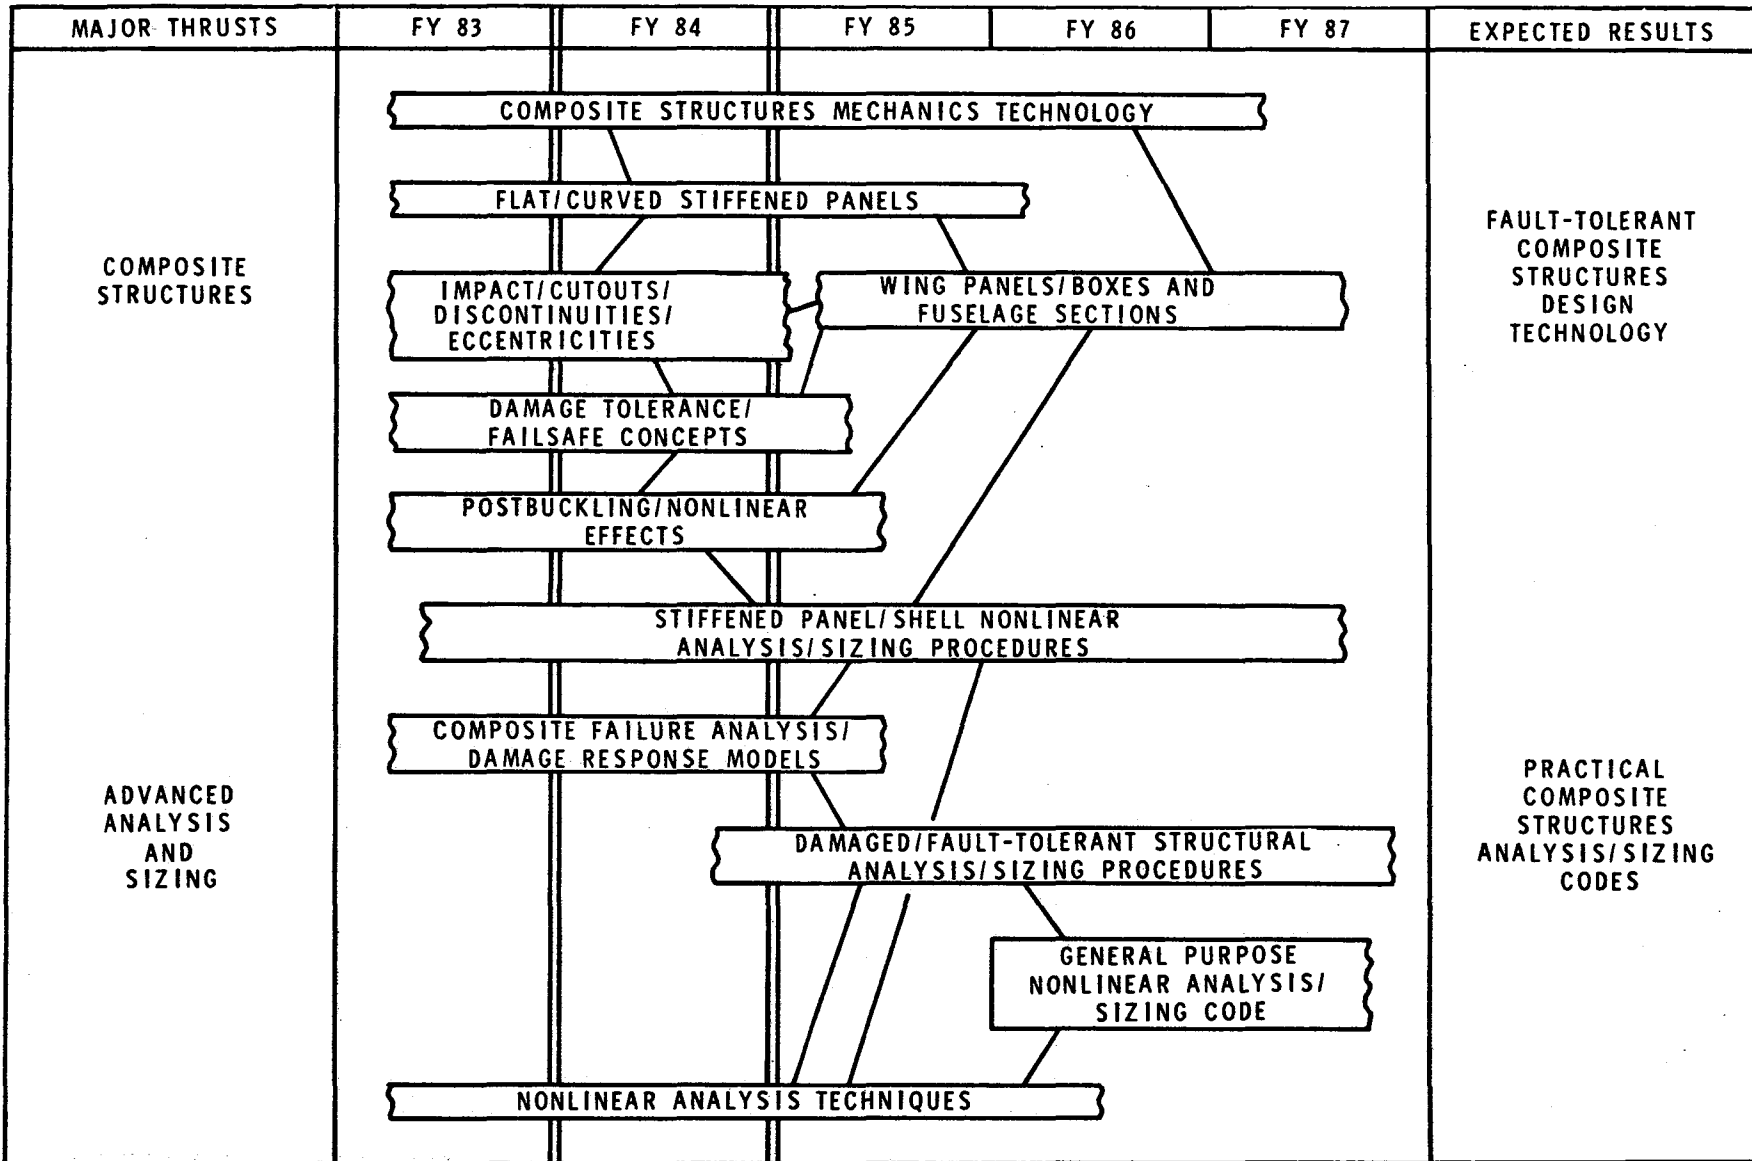 MAJOR THRUSTS
FY 83
FY 84
FY 85
FY 86
FY 87
EXPECTED RESULTS
COMPOSITE STRUCTURES MECHANICS TECHNOLOGY
FLAT/CURVED STIFFENED PANELS
COMPOSITE
STRUCTURES
IMPACT/CUTOUTS/
DISCONTINUITIES/
ECCENTRICITIES
WING PANELS/BOXES AND
FUSELAGE SECTIONS
FAULT-TOLERANT
COMPOSITE
STRUCTURES
DESIGN
TECHNOLOGY
DAMAGE TOLERANCE/
FAILSAFE CONCEPTS
POSTBUCKLING/NONLINEAR
EFFECTS
STIFFENED PANEL/SHELL NONLINEAR
ANALYSIS/SIZING PROCEDURES
COMPOSITE FAILURE ANALYSIS/
DAMAGE RESPONSE MODELS
ADVANCED
ANALYSIS
AND
SIZING
DAMAGED/FAULT-TOLERANT STRUCTURAL
ANALYSIS/SIZING PROCEDURES
PRACTICAL
COMPOSITE
STRUCTURES
ANALYSIS/SIZING
CODES
GENERAL PURPOSE
NONLINEAR ANALYSIS/
SIZING CODE
NONLINEAR ANALYSIS TECHNIQUES